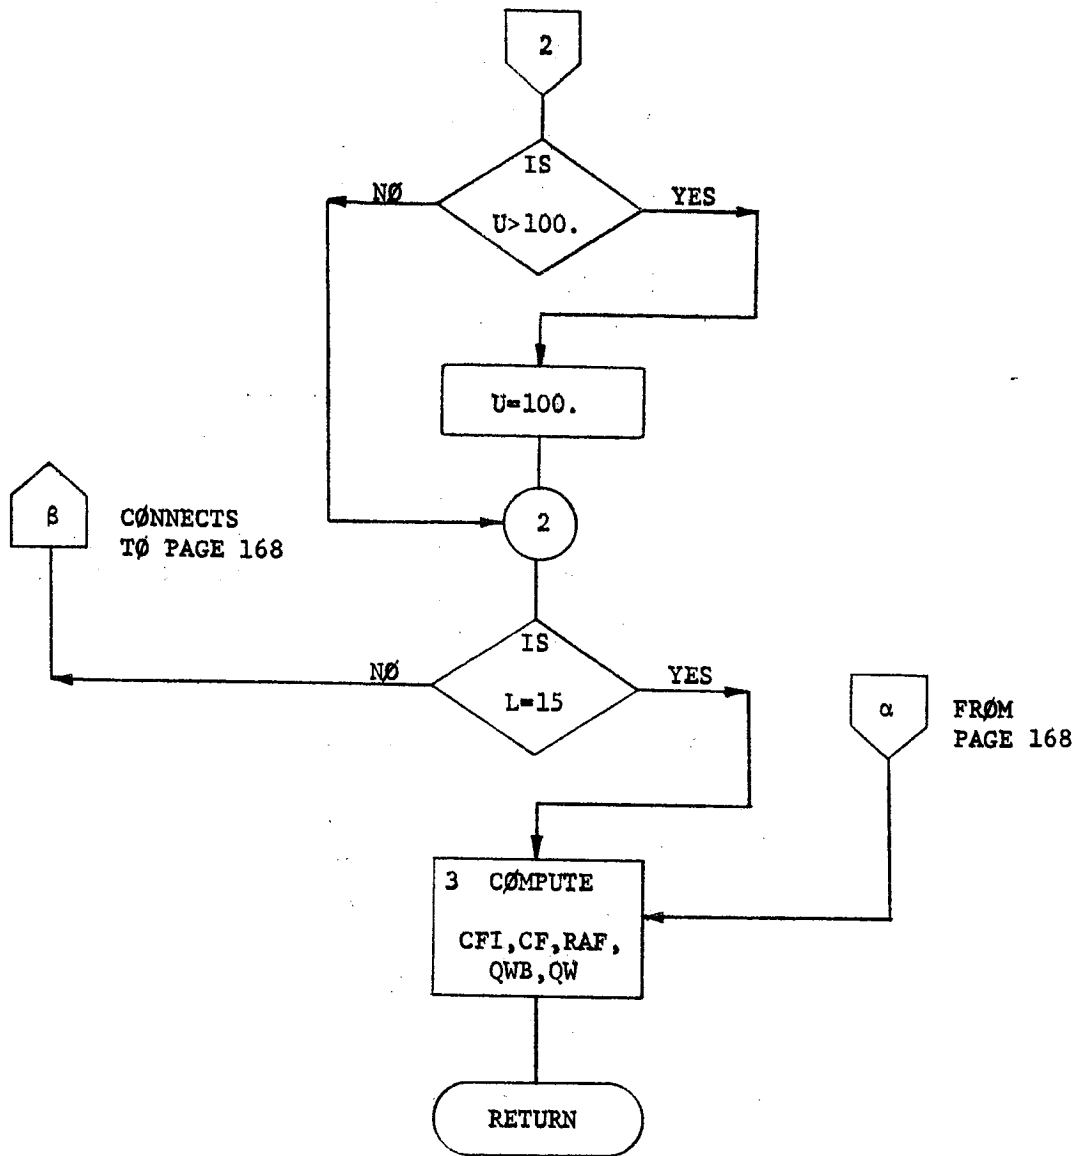 2
IS
NØ
YES
U>100.
U=100.
2
β
CØNNECTS
TØ PAGE 168
IS
NØ
YES
L=15
α
FRØM
PAGE 168
3 CØMPUTE
CFI,CF,RAF,
QWB,QW
RETURN